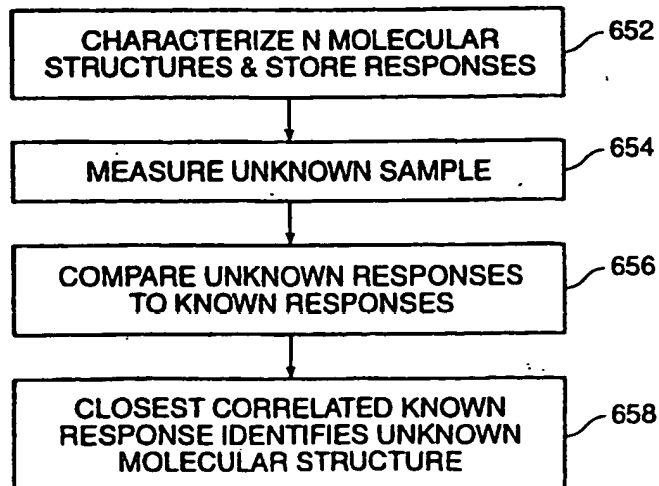 CHARACTERIZE N MOLECULAR
STRUCTURES & STORE RESPONSES
652
MEASURE UNKNOWN SAMPLE
654
COMPARE UNKNOWN RESPONSES
TO KNOWN RESPONSES
656
CLOSEST CORRELATED KNOWN
RESPONSE IDENTIFIES UNKNOWN
MOLECULAR STRUCTURE
658